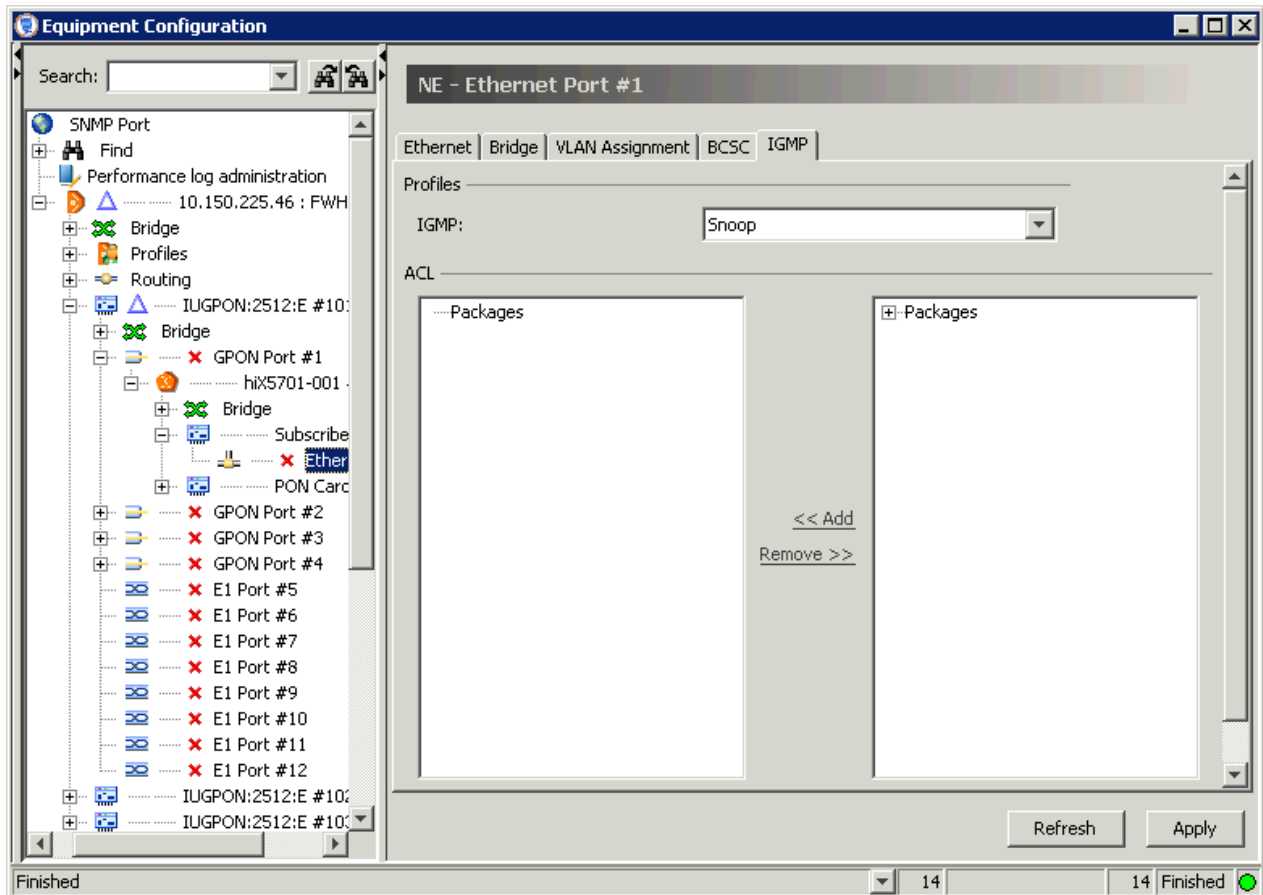 Equipment Configuration
Search:
SNMP Port
Find
Performance log administration
10.150.225.46 : FWH
Bridge
Profiles
Routing
IUGPON:2512:E #101
Bridge
GPON Port #1
hiX5701-001
Bridge
Subscribe
Ether
PON Card
GPON Port #2
GPON Port #3
GPON Port #4
E1 Port #5
E1 Port #6
E1 Port #7
E1 Port #8
E1 Port #9
E1 Port #10
E1 Port #11
E1 Port #12
IUGPON:2512:E #102
IUGPON:2512:E #103
NE - Ethernet Port #1
Ethernet Bridge VLAN Assignment BCSC IGMP
Profiles
IGMP: Snoop
ACL
Packages
Packages
<< Add
Remove >>
Refresh Apply
Finished 14 14 Finished